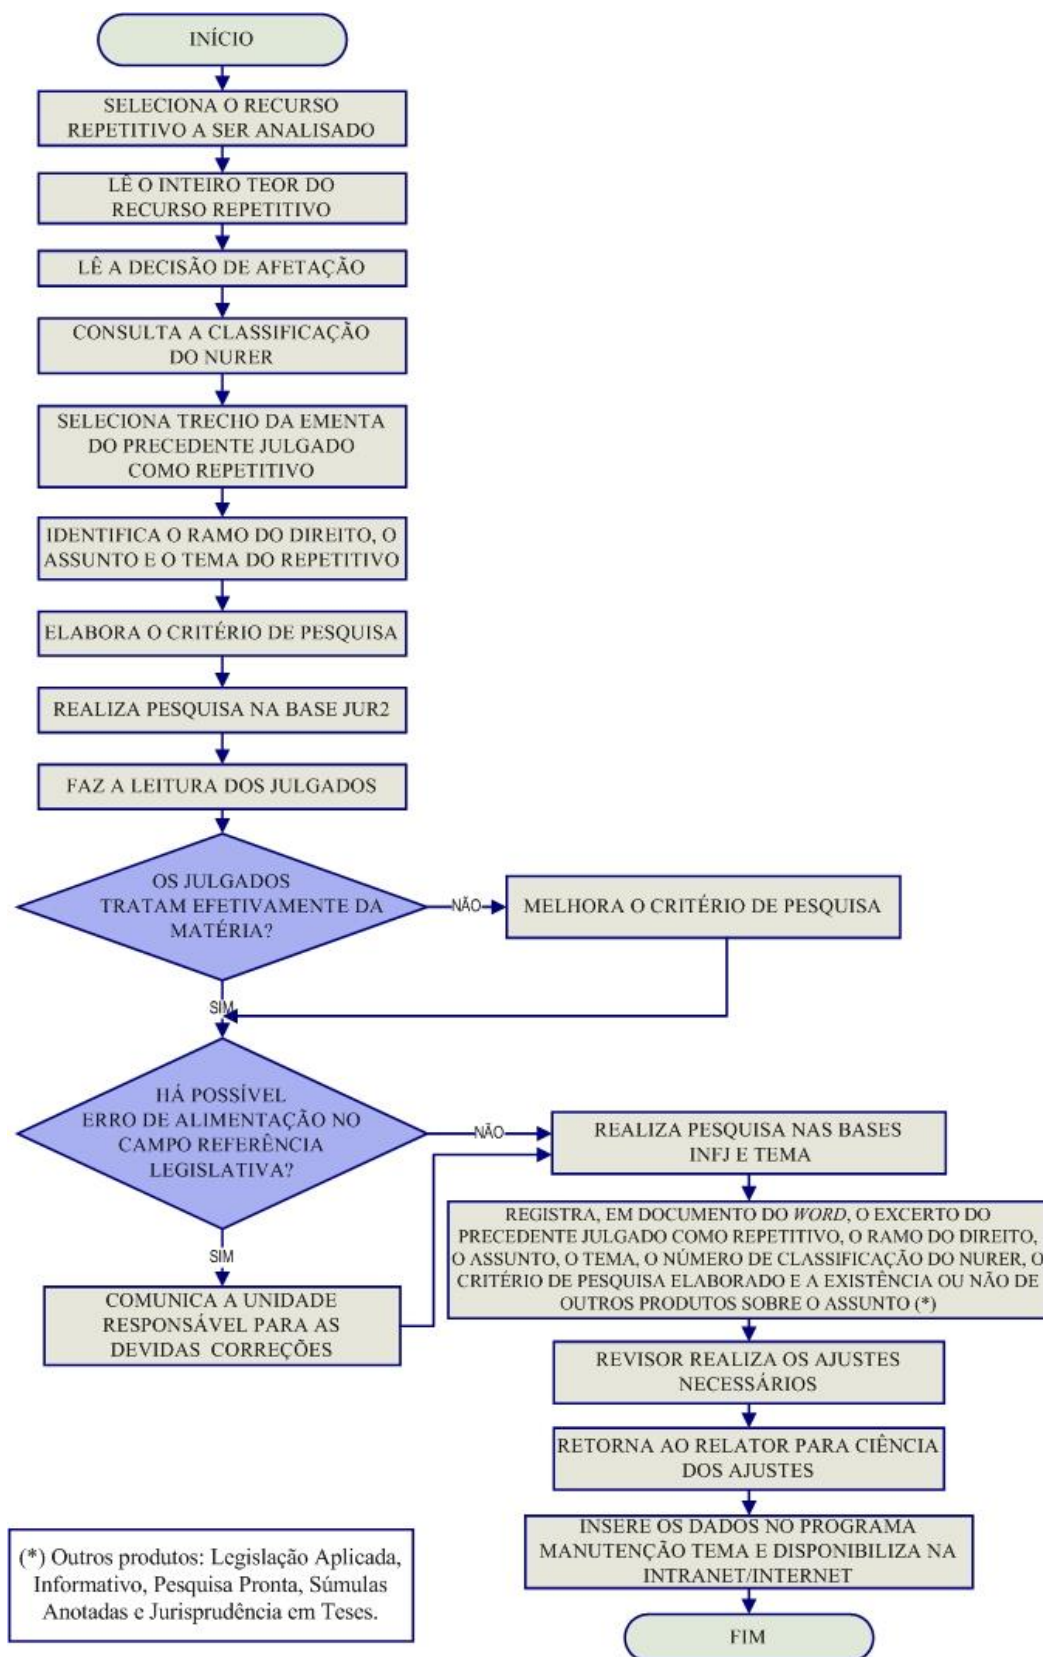 INÍCIO
SELECIONA O RECURSO
REPETITIVO A SER ANALISADO
LÊ O INTEIRO TEOR DO
RECURSO REPETITIVO
LÊ A DECISÃO DE AFETAÇÃO
CONSULTA A CLASSIFICAÇÃO
DO NURER
SELECIONA TRECHO DA EMENTA
DO PRECEDENTE JULGADO
COMO REPETITIVO
IDENTIFICA O RAMO DO DIREITO, O
ASSUNTO E O TEMA DO REPETITIVO
ELABORA O CRITÉRIO DE PESQUISA
REALIZA PESQUISA NA BASE JUR2
FAZ A LEITURA DOS JULGADOS
OS JULGADOS
TRATAM EFETIVAMENTE DA
MATÉRIA?
NÃO
MELHORA O CRITÉRIO DE PESQUISA
SIM
HÁ POSSÍVEL
ERRO DE ALIMENTAÇÃO NO
CAMPO REFERÊNCIA
LEGISLATIVA?
NÃO
REALIZA PESQUISA NAS BASES
INFJ E TEMA
SIM
COMUNICA A UNIDADE
RESPONSÁVEL PARA AS
DEVIDAS CORREÇÕES
REGISTRA, EM DOCUMENTO DO WORD, O EXCERTO DO
PRECEDENTE JULGADO COMO REPETITIVO, O RAMO DO DIREITO,
O ASSUNTO, O TEMA, O NÚMERO DE CLASSIFICAÇÃO DO NURER, O
CRITÉRIO DE PESQUISA ELABORADO E A EXISTÊNCIA OU NÃO DE
OUTROS PRODUTOS SOBRE O ASSUNTO (*)
REVISOR REALIZA OS AJUSTES
NECESSÁRIOS
RETORNA AO RELATOR PARA CIÊNCIA
DOS AJUSTES
INSERE OS DADOS NO PROGRAMA
MANUTENÇÃO TEMA E DISPONIBILIZA NA
INTRANET/INTERNET
FIM
(*) Outros produtos: Legislação Aplicada,
Informativo, Pesquisa Pronta, Súmulas
Anotadas e Jurisprudência em Teses.